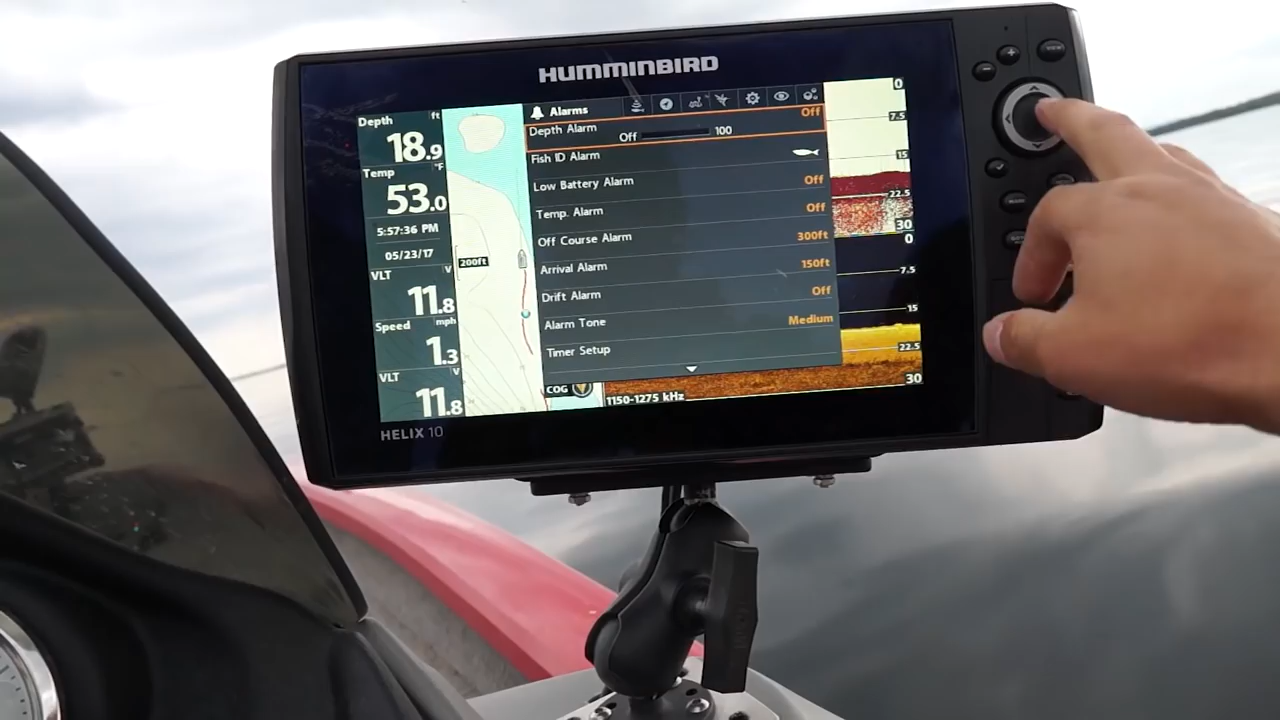 HUMMINBIRD
Depth ft
18.9
Temp °F
53.0
5:57:36 PM
05/23/17
VLT V
11.8
Speed mph
1.3
VLT V
11.8
200ft
Alarms
Depth Alarm Off
Off 100
Fish ID Alarm
Low Battery Alarm Off
Temp. Alarm Off
Off Course Alarm 300ft
Arrival Alarm 150ft
Drift Alarm Off
Alarm Tone Medium
Timer Setup
COG
1150-1275 kHz
0
7.5
15
22.5
30
0
7.5
15
22.5
30
HELIX 10
VIEW